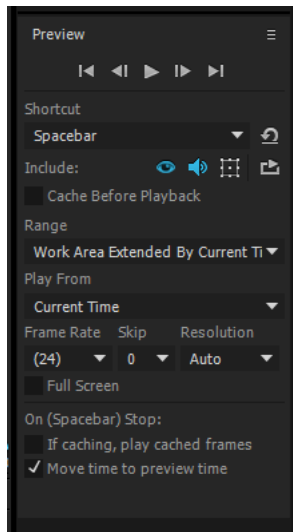 Preview
Shortcut
Spacebar
Include:
Cache Before Playback
Range
Work Area Extended By Current Ti
Play From
Current Time
Frame Rate Skip Resolution
(24) 0 Auto
Full Screen
On (Spacebar) Stop:
If caching, play cached frames
Move time to preview time